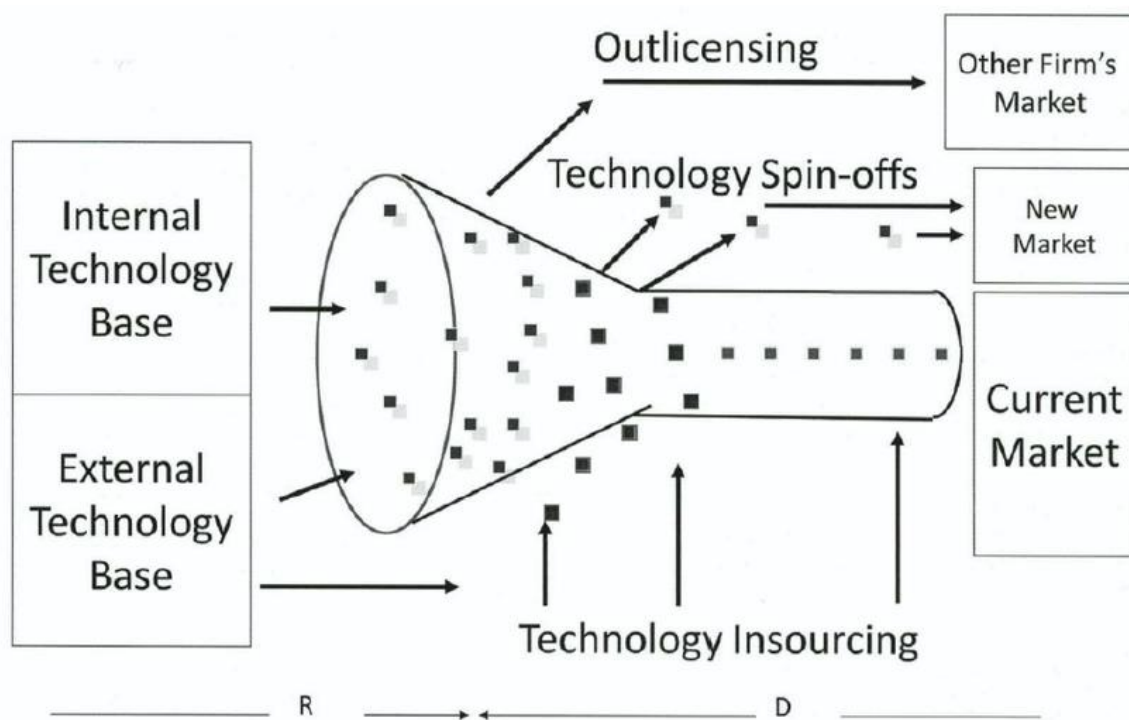 Outlicensing
Other Firm's
Market
Internal
Technology
Base
Technology Spin-offs
New
Market
External
Technology
Base
Current
Market
Technology Insourcing
R
D